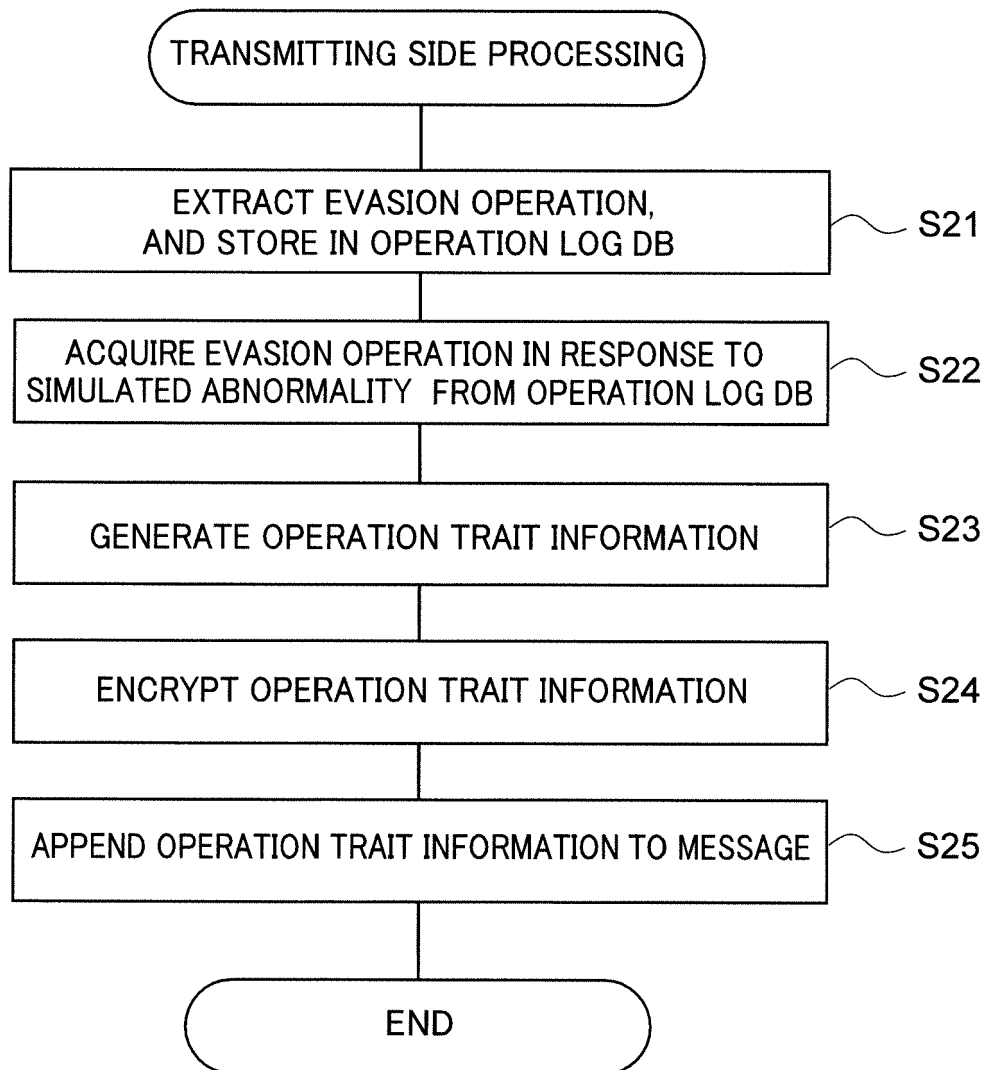 TRANSMITTING SIDE PROCESSING
EXTRACT EVASION OPERATION,
AND STORE IN OPERATION LOG DB
S21
ACQUIRE EVASION OPERATION IN RESPONSE TO
SIMULATED ABNORMALITY FROM OPERATION LOG DB
S22
GENERATE OPERATION TRAIT INFORMATION
S23
ENCRYPT OPERATION TRAIT INFORMATION
S24
APPEND OPERATION TRAIT INFORMATION TO MESSAGE
S25
END